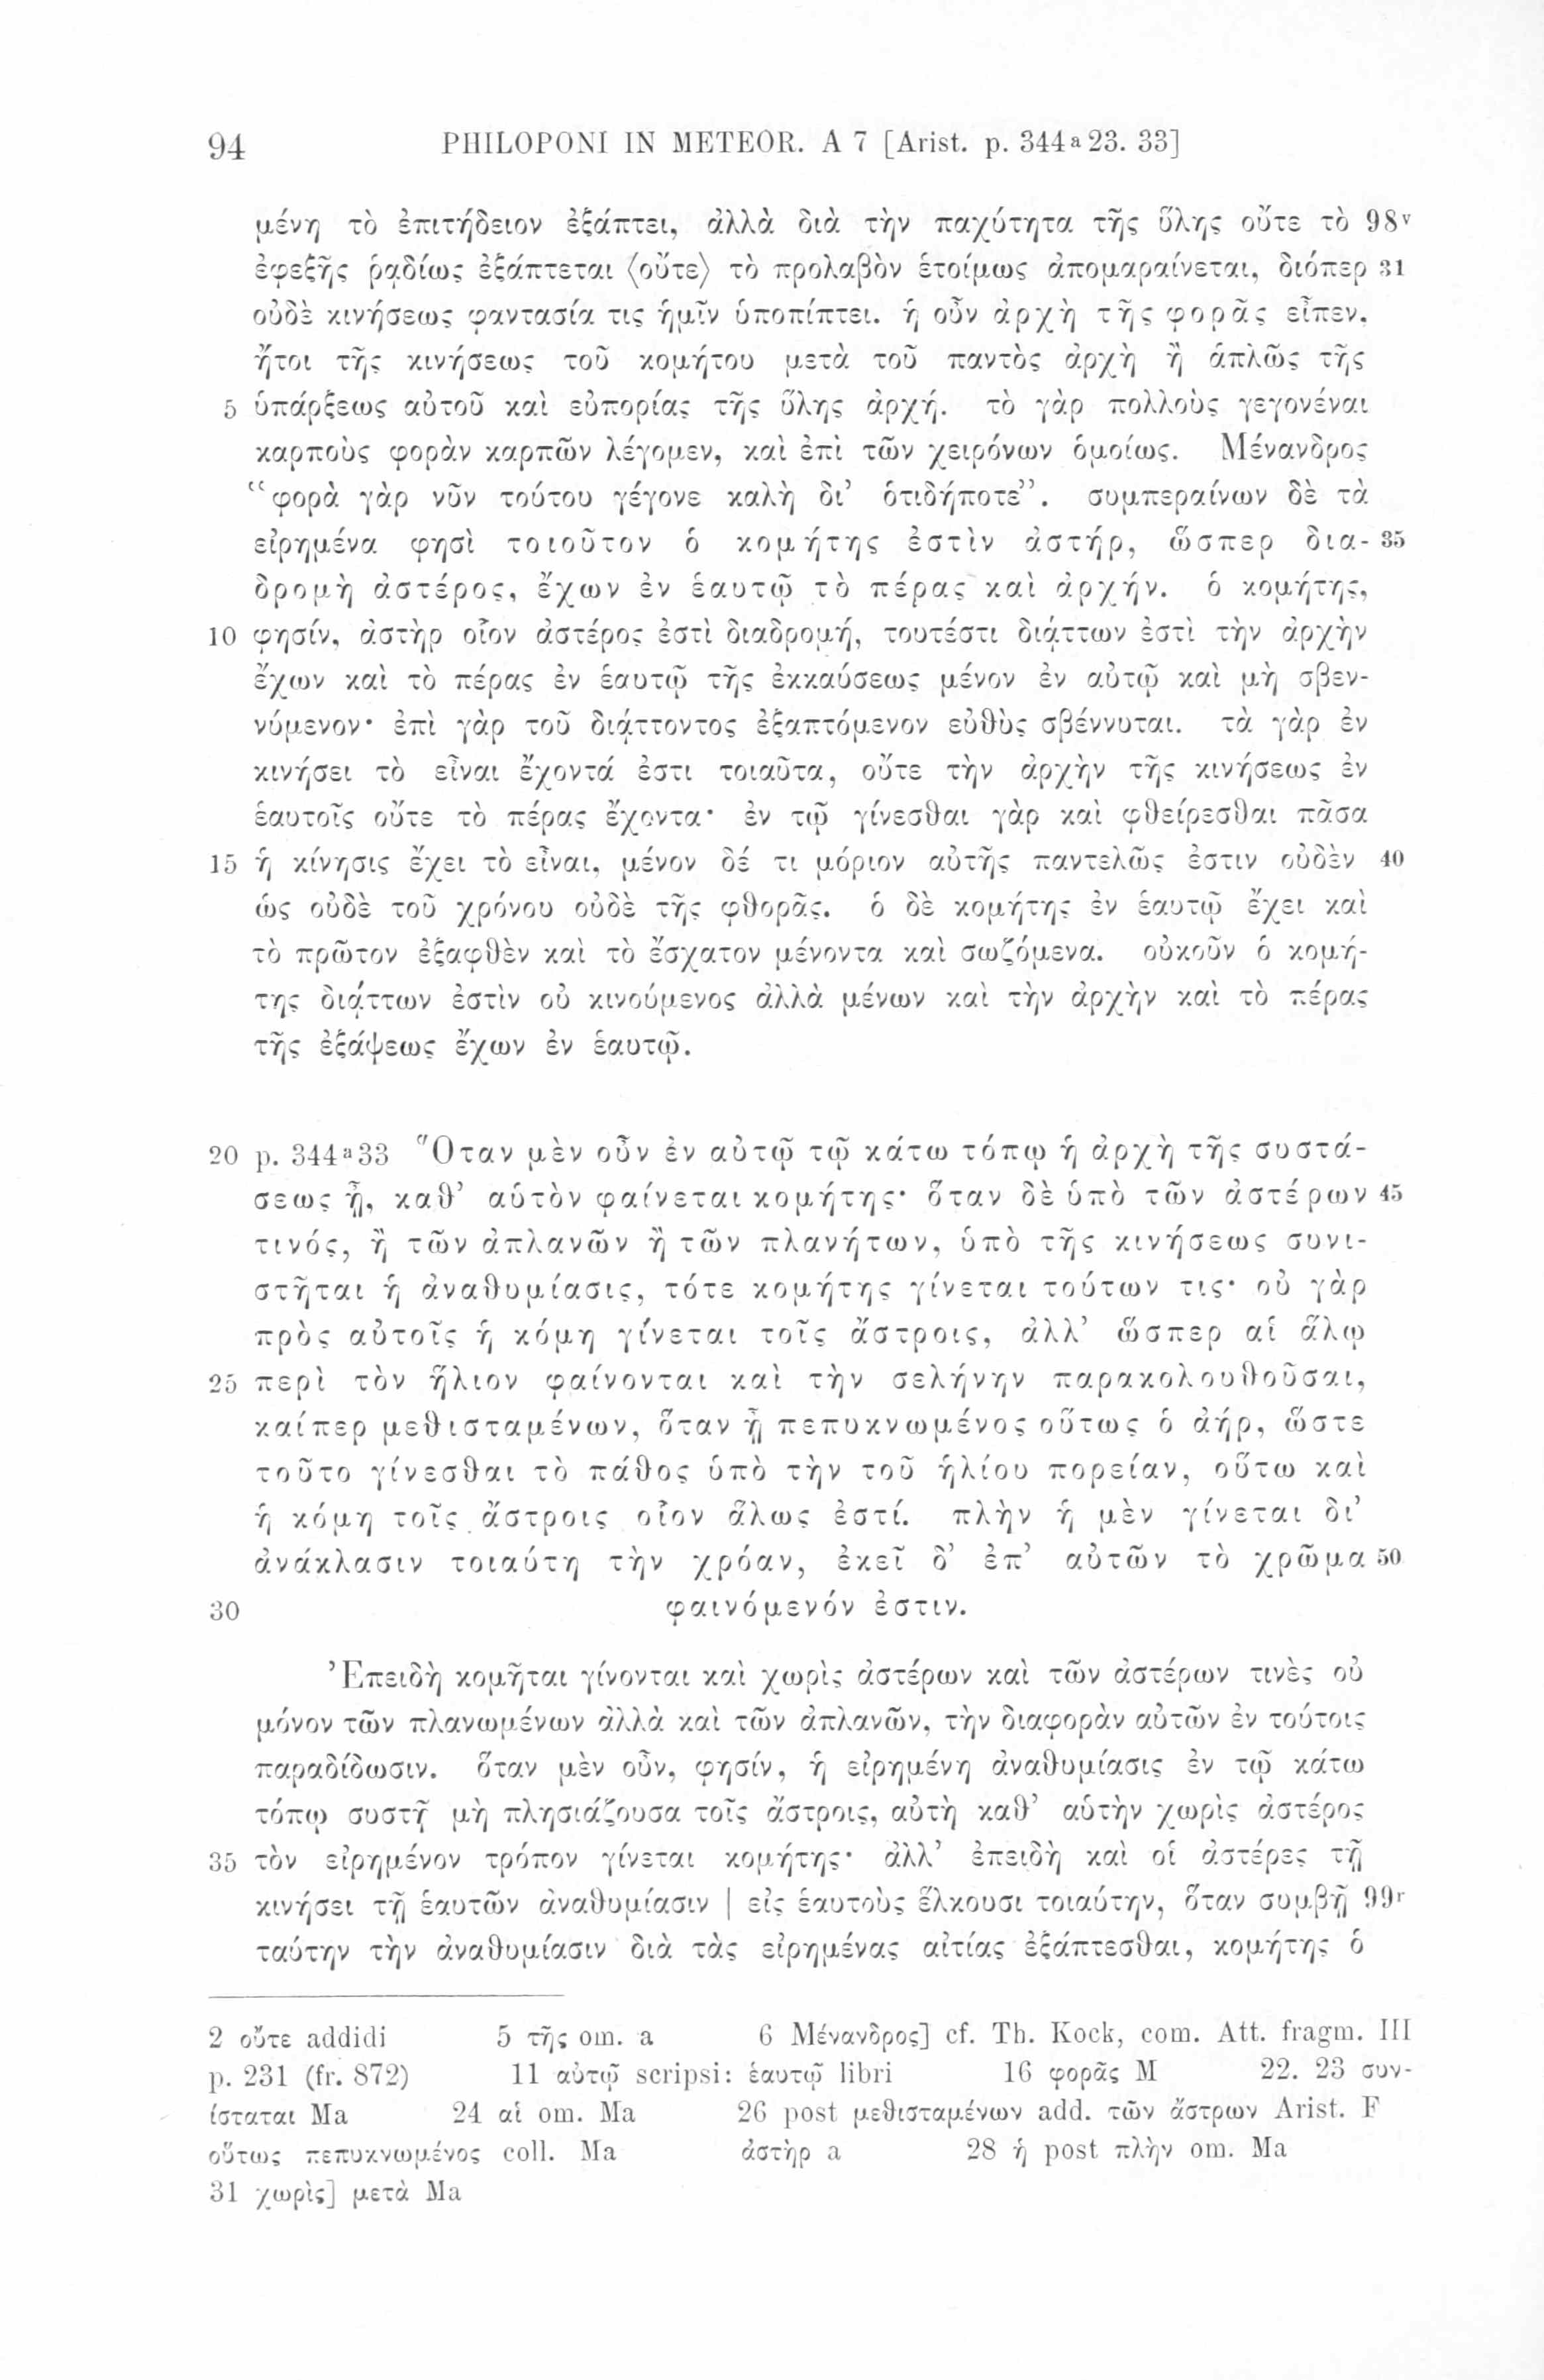 94 PHILOPONI IN METEOR. A 7 [Arist. p. 344ᵃ23. 33]
μένη τὸ ἐπιτήδειον ἐξάπτει, ἀλλὰ διὰ τὴν παχύτητα τῆς ὕλης οὔτε τὸ 98ᵛ
ἐφεξῆς ῥᾳδίως ἐξάπτεται ⟨οὔτε⟩ τὸ προλαβὸν ἑτοίμως ἀπομαραίνεται, διόπερ 31
οὐδὲ κινήσεως φαντασία τις ἡμῖν ὑποπίπτει. ἡ οὖν ἀρχὴ τῆς φορᾶς εἶπεν,
ἤτοι τῆς κινήσεως τοῦ κομήτου μετὰ τοῦ παντὸς ἀρχὴ ἢ ἁπλῶς τῆς
5 ὑπάρξεως αὐτοῦ καὶ εὐπορίας τῆς ὕλης ἀρχή. τὸ γὰρ πολλοὺς γεγονέναι
καρποὺς φορὰν καρπῶν λέγομεν, καὶ ἐπὶ τῶν χειρόνων ὁμοίως. Μένανδρος
“φορὰ γὰρ νῦν τούτου γέγονε καλὴ δι’ ὁτιδήποτε”. συμπεραίνων δὲ τὰ
εἰρημένα φησὶ τοιοῦτον ὁ κομήτης ἐστὶν ἀστήρ, ὥσπερ δια- 35
δρομὴ ἀστέρος, ἔχων ἐν ἑαυτῷ τὸ πέρας καὶ ἀρχήν. ὁ κομήτης,
10 φησίν, ἀστὴρ οἷον ἀστέρος ἐστὶ διαδρομή, τουτέστι διᾴττων ἐστὶ τὴν ἀρχὴν
ἔχων καὶ τὸ πέρας ἐν ἑαυτῷ τῆς ἐκκαύσεως μένον ἐν αὐτῷ καὶ μὴ σβεν-
νύμενον· ἐπὶ γὰρ τοῦ διᾴττοντος ἐξαπτόμενον εὐθὺς σβέννυται. τὰ γὰρ ἐν
κινήσει τὸ εἶναι ἔχοντά ἐστι τοιαῦτα, οὔτε τὴν ἀρχὴν τῆς κινήσεως ἐν
ἑαυτοῖς οὔτε τὸ πέρας ἔχοντα· ἐν τῷ γίνεσθαι γὰρ καὶ φθείρεσθαι πᾶσα
15 ἡ κίνησις ἔχει τὸ εἶναι, μένον δέ τι μόριον αὐτῆς παντελῶς ἐστιν οὐδὲν 40
ὡς οὐδὲ τοῦ χρόνου οὐδὲ τῆς φθορᾶς. ὁ δὲ κομήτης ἐν ἑαυτῷ ἔχει καὶ
τὸ πρῶτον ἐξαφθὲν καὶ τὸ ἔσχατον μένοντα καὶ σωζόμενα. οὐκοῦν ὁ κομή-
της διᾴττων ἐστὶν οὐ κινούμενος ἀλλὰ μένων καὶ τὴν ἀρχὴν καὶ τὸ πέρας
τῆς ἐξάψεως ἔχων ἐν ἑαυτῷ.
20 p. 344ᵃ33 Ὅταν μὲν οὖν ἐν αὐτῷ τῷ κάτω τόπῳ ἡ ἀρχὴ τῆς συστά-
σεως ᾖ, καθ’ αὑτὸν φαίνεται κομήτης· ὅταν δὲ ὑπὸ τῶν ἀστέρων 45
τινός, ἢ τῶν ἀπλανῶν ἢ τῶν πλανήτων, ὑπὸ τῆς κινήσεως συνι-
στῆται ἡ ἀναθυμίασις, τότε κομήτης γίνεται τούτων τις· οὐ γὰρ
πρὸς αὐτοῖς ἡ κόμη γίνεται τοῖς ἄστροις, ἀλλ’ ὥσπερ αἱ ἅλῳ
25 περὶ τὸν ἥλιον φαίνονται καὶ τὴν σελήνην παρακολουθοῦσαι,
καίπερ μεθισταμένων, ὅταν ᾖ πεπυκνωμένος οὕτως ὁ ἀήρ, ὥστε
τοῦτο γίνεσθαι τὸ πάθος ὑπὸ τὴν τοῦ ἡλίου πορείαν, οὕτω καὶ
ἡ κόμη τοῖς ἄστροις οἷον ἅλως ἐστί. πλὴν ἡ μὲν γίνεται δι’
ἀνάκλασιν τοιαύτη τὴν χρόαν, ἐκεῖ δ’ ἐπ’ αὐτῶν τὸ χρῶμα 50
30 φαινόμενόν ἐστιν.
Ἐπειδὴ κομῆται γίνονται καὶ χωρὶς ἀστέρων καὶ τῶν ἀστέρων τινὲς οὐ
μόνον τῶν πλανωμένων ἀλλὰ καὶ τῶν ἀπλανῶν, τὴν διαφορὰν αὐτῶν ἐν τούτοις
παραδίδωσιν. ὅταν μὲν οὖν, φησίν, ἡ εἰρημένη ἀναθυμίασις ἐν τῷ κάτω
τόπῳ συστῇ μὴ πλησιάζουσα τοῖς ἄστροις, αὐτὴ καθ’ αὑτὴν χωρὶς ἀστέρος
35 τὸν εἰρημένον τρόπον γίνεται κομήτης· ἀλλ’ ἐπειδὴ καὶ οἱ ἀστέρες τῇ
κινήσει τῇ ἑαυτῶν ἀναθυμίασιν | εἰς ἑαυτοὺς ἕλκουσι τοιαύτην, ὅταν συμβῇ 99ʳ
ταύτην τὴν ἀναθυμίασιν διὰ τὰς εἰρημένας αἰτίας ἐξάπτεσθαι, κομήτης ὁ
2 οὔτε addidi 5 τῆς om. a 6 Μένανδρος] cf. Th. Kock, com. Att. fragm. III
p. 231 (fr. 872) 11 αὐτῷ scripsi: ἑαυτῷ libri 16 φορᾶς M 22. 23 συν-
ίσταται Ma 24 αἱ om. Ma 26 post μεθισταμένων add. τῶν ἄστρων Arist. F
οὕτως πεπυκνωμένος coll. Ma ἀστὴρ a 28 ἡ post πλὴν om. Ma
31 χωρὶς] μετὰ Ma